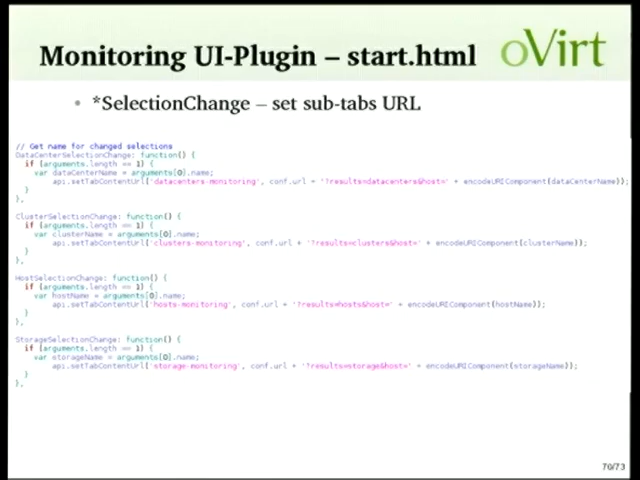 Monitoring UI-Plugin – start.html
oVirt
• *SelectionChange – set sub-tabs URL
// Get name for changed selections
DataCenterSelectionChange: function() {
if (arguments.length == 1) {
var dataCenterName = arguments[0].name;
api.setTabContentUrl('datacenters-monitoring', conf.url + '?results=datacenters&host=' + encodeURIComponent(dataCenterName));
}
},
ClusterSelectionChange: function() {
if (arguments.length == 1) {
var clusterName = arguments[0].name;
api.setTabContentUrl('clusters-monitoring', conf.url + '?results=clusters&host=' + encodeURIComponent(clusterName));
}
},
HostSelectionChange: function() {
if (arguments.length == 1) {
var hostName = arguments[0].name;
api.setTabContentUrl('hosts-monitoring', conf.url + '?results=hosts&host=' + encodeURIComponent(hostName));
}
},
StorageSelectionChange: function() {
if (arguments.length == 1) {
var storageName = arguments[0].name;
api.setTabContentUrl('storage-monitoring', conf.url + '?results=storage&host=' + encodeURIComponent(storageName));
}
},
70/73